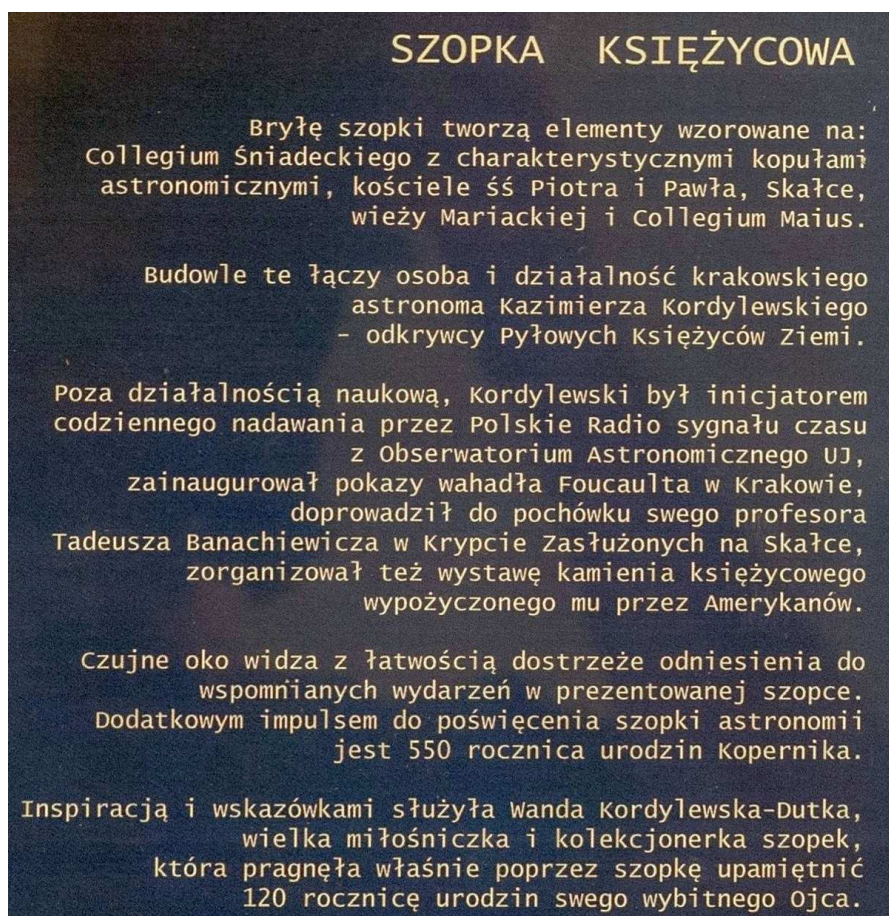 SZOPKA KSIĘŻYCOWA
Bryłę szopki tworzą elementy wzorowane na:
Collegium Śniadeckiego z charakterystycznymi kopułami
astronomicznymi, kościele śś Piotra i Pawła, Skałce,
wieży Mariackiej i Collegium Maius.
Budowle te łączy osoba i działalność krakowskiego
astronoma Kazimierza Kordylewskiego
- odkrywcy Pyłowych Księżyców Ziemi.
Poza działalnością naukową, Kordylewski był inicjatorem
codziennego nadawania przez Polskie Radio sygnału czasu
z Obserwatorium Astronomicznego UJ,
zainaugurował pokazy wahadła Foucaulta w Krakowie,
doprowadził do pochówku swego profesora
Tadeusza Banachiewicza w Krypcie Zasłużonych na Skałce,
zorganizował też wystawę kamienia księżycowego
wypożyczonego mu przez Amerykanów.
Czujne oko widza z łatwością dostrzeże odniesienia do
wspomnianych wydarzeń w prezentowanej szopce.
Dodatkowym impulsem do poświęcenia szopki astronomii
jest 550 rocznica urodzin Kopernika.
Inspiracją i wskazówkami służyła Wanda Kordylewska-Dutka,
wielka miłośniczka i kolekcjonerka szopek,
która pragnęła właśnie poprzez szopkę upamiętnić
120 rocznicę urodzin swego wybitnego Ojca.